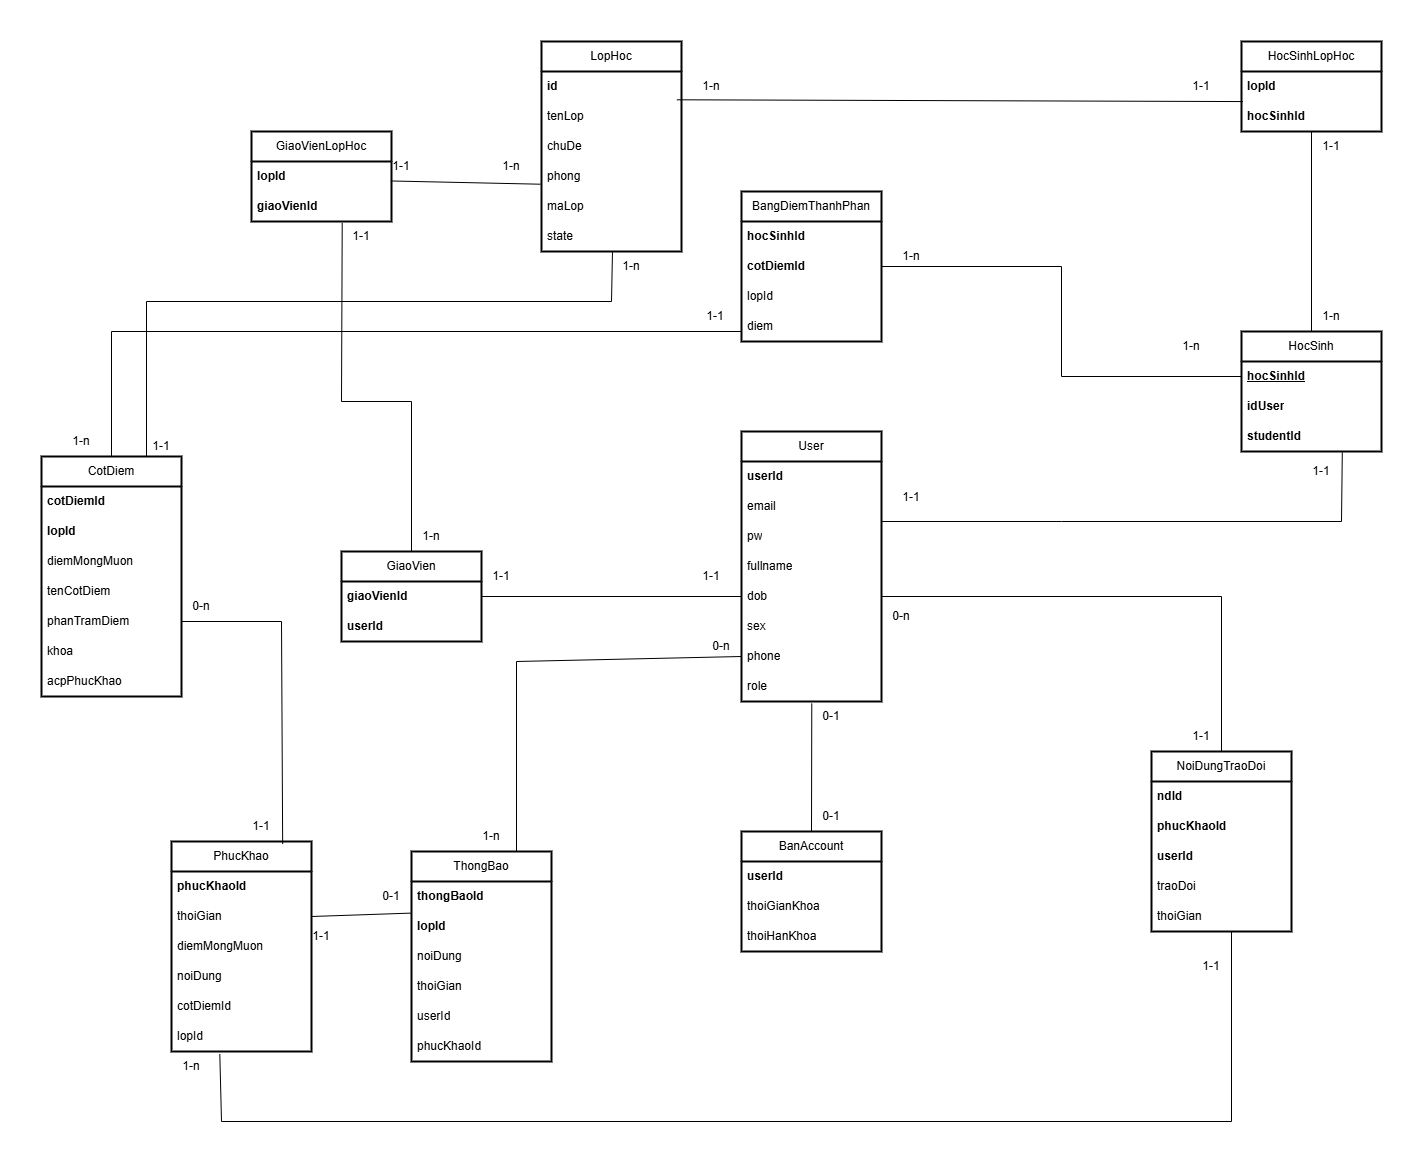 LopHoc
id
tenLop
chuDe
phong
maLop
state
1-n
1-1
HocSinhLopHoc
lopId
hocSinhId
1-1
GiaoVienLopHoc
lopId
giaoVienId
1-1
1-n
1-1
1-n
BangDiemThanhPhan
hocSinhId
cotDiemId
lopId
diem
1-n
1-1
1-n
1-n
HocSinh
hocSinhId
idUser
studentId
1-1
1-n
1-1
CotDiem
cotDiemId
lopId
diemMongMuon
tenCotDiem
phanTramDiem
khoa
acpPhucKhao
0-n
1-n
GiaoVien
giaoVienId
userId
1-1
1-1
User
userId
email
pw
fullname
dob
sex
phone
role
1-1
0-n
0-n
0-1
0-1
BanAccount
userId
thoiGianKhoa
thoiHanKhoa
1-1
NoiDungTraoDoi
ndId
phucKhaoId
userId
traoDoi
thoiGian
1-1
1-1
PhucKhao
phucKhaoId
thoiGian
diemMongMuon
noiDung
cotDiemId
lopId
1-n
0-1
1-1
1-n
ThongBao
thongBaoId
lopId
noiDung
thoiGian
userId
phucKhaoId